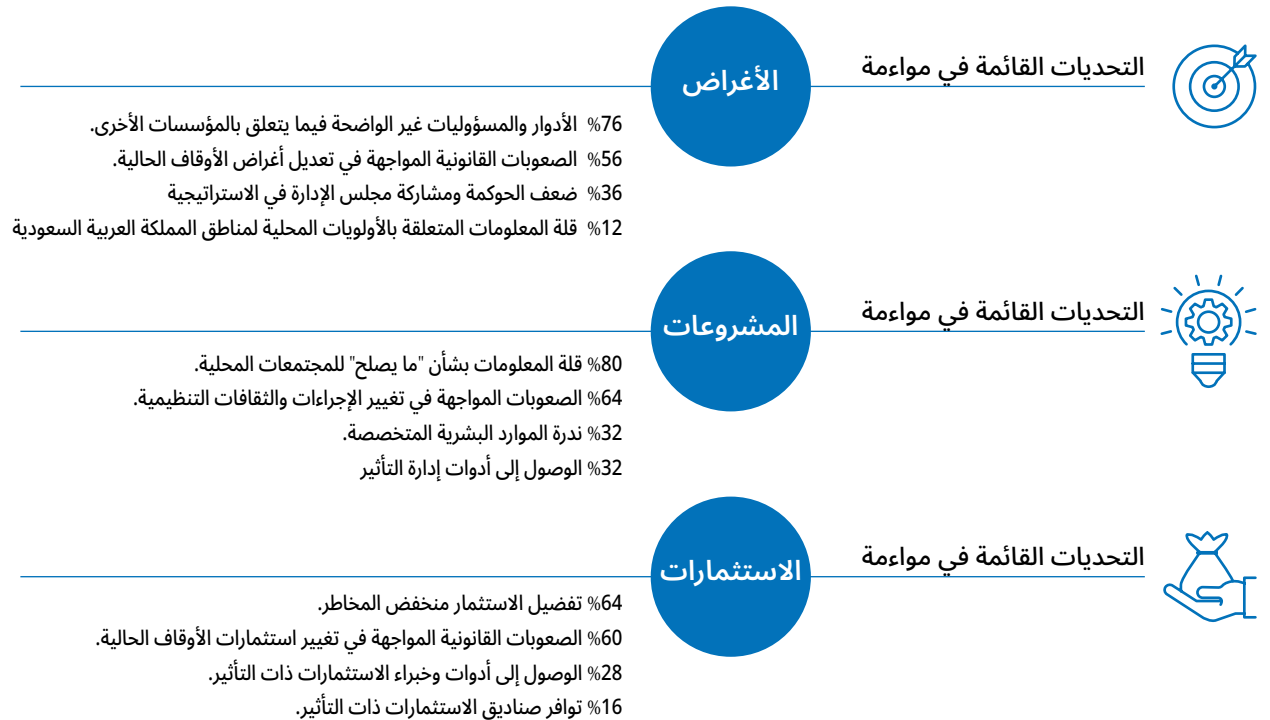 التحديات القائمة في مواءمة
الأغراض
%76 الأدوار والمسؤوليات غير الواضحة فيما يتعلق بالمؤسسات الأخرى.
%56 الصعوبات القانونية المواجهة في تعديل أغراض الأوقاف الحالية.
%36 ضعف الحوكمة ومشاركة مجلس الإدارة في الاستراتيجية
%12 قلة المعلومات المتعلقة بالأولويات المحلية لمناطق المملكة العربية السعودية
التحديات القائمة في مواءمة
المشروعات
%80 قلة المعلومات بشأن "ما يصلح" للمجتمعات المحلية.
%64 الصعوبات المواجهة في تغيير الإجراءات والثقافات التنظيمية.
%32 ندرة الموارد البشرية المتخصصة.
%32 الوصول إلى أدوات إدارة التأثير
التحديات القائمة في مواءمة
الاستثمارات
%64 تفضيل الاستثمار منخفض المخاطر.
%60 الصعوبات القانونية المواجهة في تغيير استثمارات الأوقاف الحالية.
%28 الوصول إلى أدوات وخبراء الاستثمارات ذات التأثير.
%16 توافر صناديق الاستثمارات ذات التأثير.